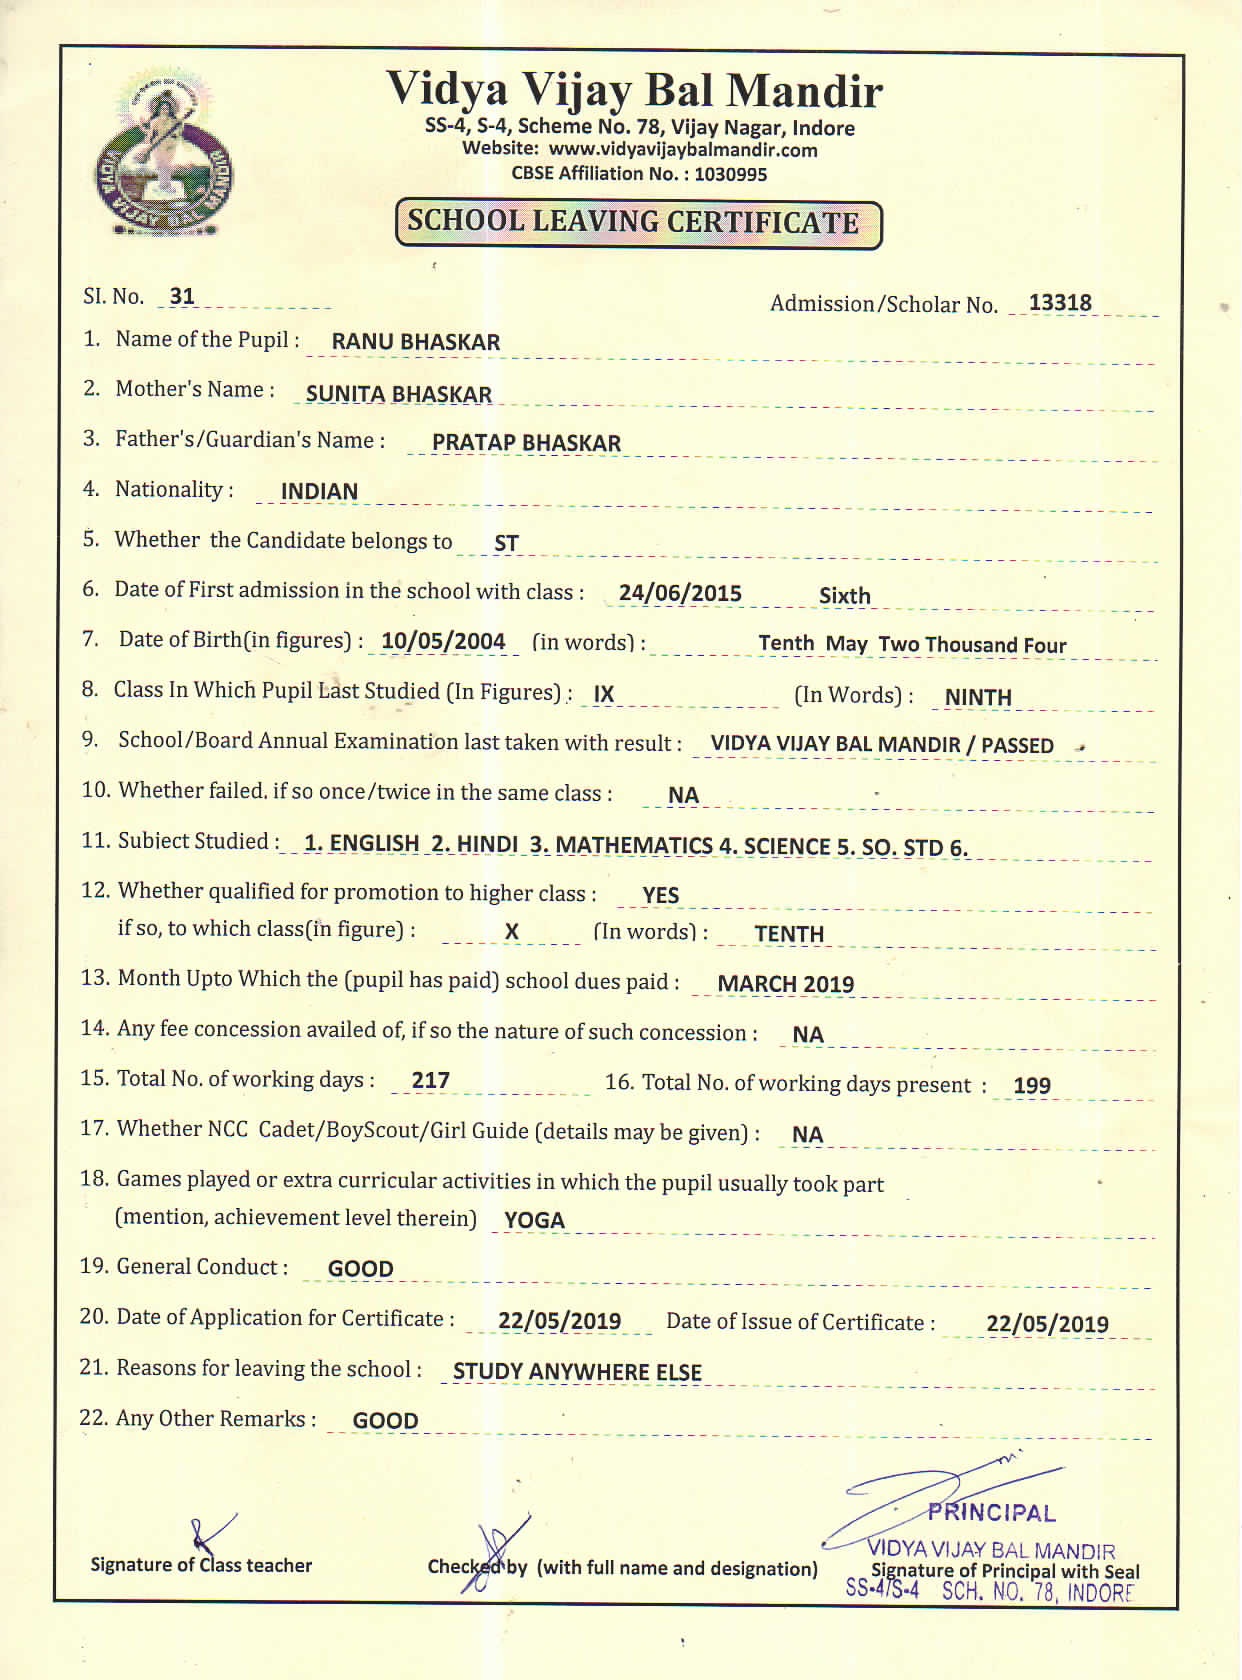 Vidya Vijay Bal Mandir
SS-4, S-4, Scheme No. 78, Vijay Nagar, Indore
Website: www.vidyavijaybalmandir.com
CBSE Affiliation No. : 1030995
VIDYA VIJAY BAL MANDIR
SCHOOL LEAVING CERTIFICATE
SI. No. 31 Admission/Scholar No. 13318
1. Name of the Pupil : RANU BHASKAR
2. Mother's Name : SUNITA BHASKAR
3. Father's/Guardian's Name : PRATAP BHASKAR
4. Nationality : INDIAN
5. Whether the Candidate belongs to ST
6. Date of First admission in the school with class : 24/06/2015 Sixth
7. Date of Birth(in figures) : 10/05/2004 (in words) : Tenth May Two Thousand Four
8. Class In Which Pupil Last Studied (In Figures) : IX (In Words) : NINTH
9. School/Board Annual Examination last taken with result : VIDYA VIJAY BAL MANDIR / PASSED
10. Whether failed. if so once/twice in the same class : NA
11. Subject Studied : 1. ENGLISH 2. HINDI 3. MATHEMATICS 4. SCIENCE 5. SO. STD 6.
12. Whether qualified for promotion to higher class : YES
if so, to which class(in figure) : X (In words) : TENTH
13. Month Upto Which the (pupil has paid) school dues paid : MARCH 2019
14. Any fee concession availed of, if so the nature of such concession : NA
15. Total No. of working days : 217 16. Total No. of working days present : 199
17. Whether NCC Cadet/BoyScout/Girl Guide (details may be given) : NA
18. Games played or extra curricular activities in which the pupil usually took part
(mention, achievement level therein) YOGA
19. General Conduct : GOOD
20. Date of Application for Certificate : 22/05/2019 Date of Issue of Certificate : 22/05/2019
21. Reasons for leaving the school : STUDY ANYWHERE ELSE
22. Any Other Remarks : GOOD
PRINCIPAL
VIDYA VIJAY BAL MANDIR
Signature of Class teacher Checked by (with full name and designation) Signature of Principal with Seal
SS-4/S-4 SCH. NO. 78, INDORE